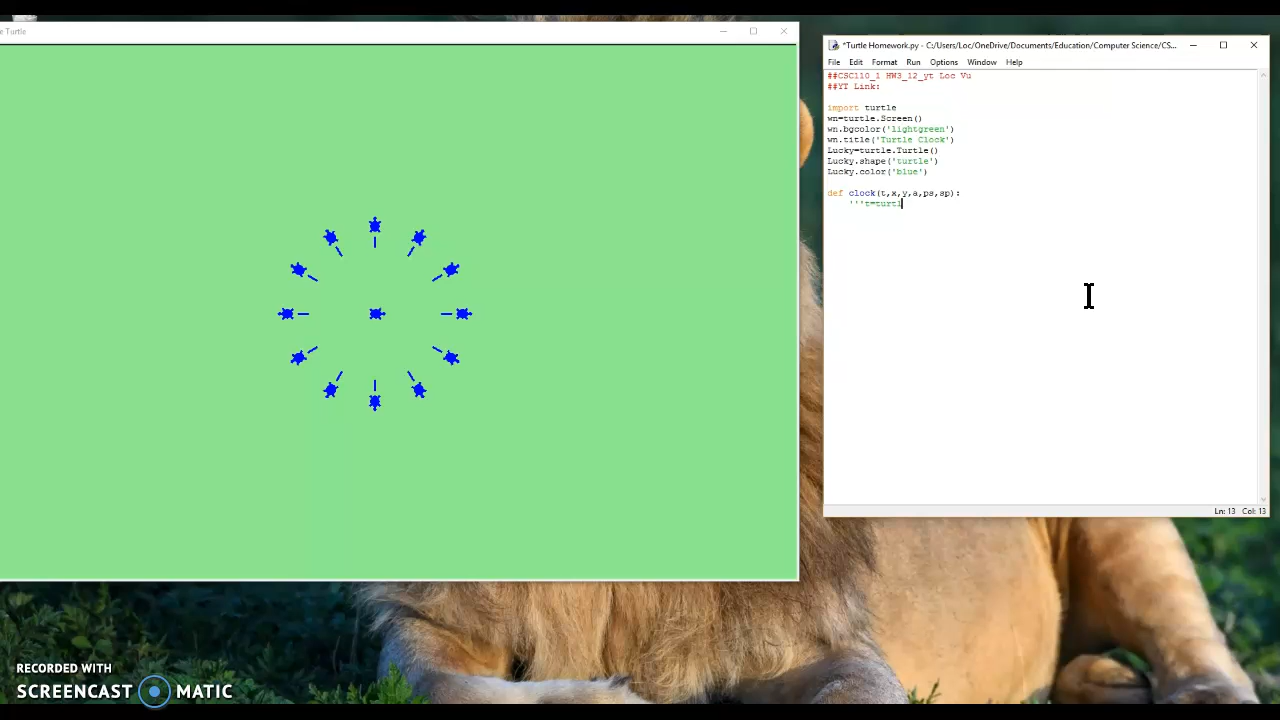 e Turtle
*Turtle Homework.py - C:/Users/Loc/OneDrive/Documents/Education/Computer Science/CS...
File Edit Format Run Options Window Help
##CSC110_1 HW3_12_yt Loc Vu
##YT Link:
import turtle
wn=turtle.Screen()
wn.bgcolor('lightgreen')
wn.title('Turtle Clock')
Lucky=turtle.Turtle()
Lucky.shape('turtle')
Lucky.color('blue')
def clock(t,x,y,a,ps,sp):
'''t=turtl
Ln: 13 Col: 13
RECORDED WITH
SCREENCAST MATIC